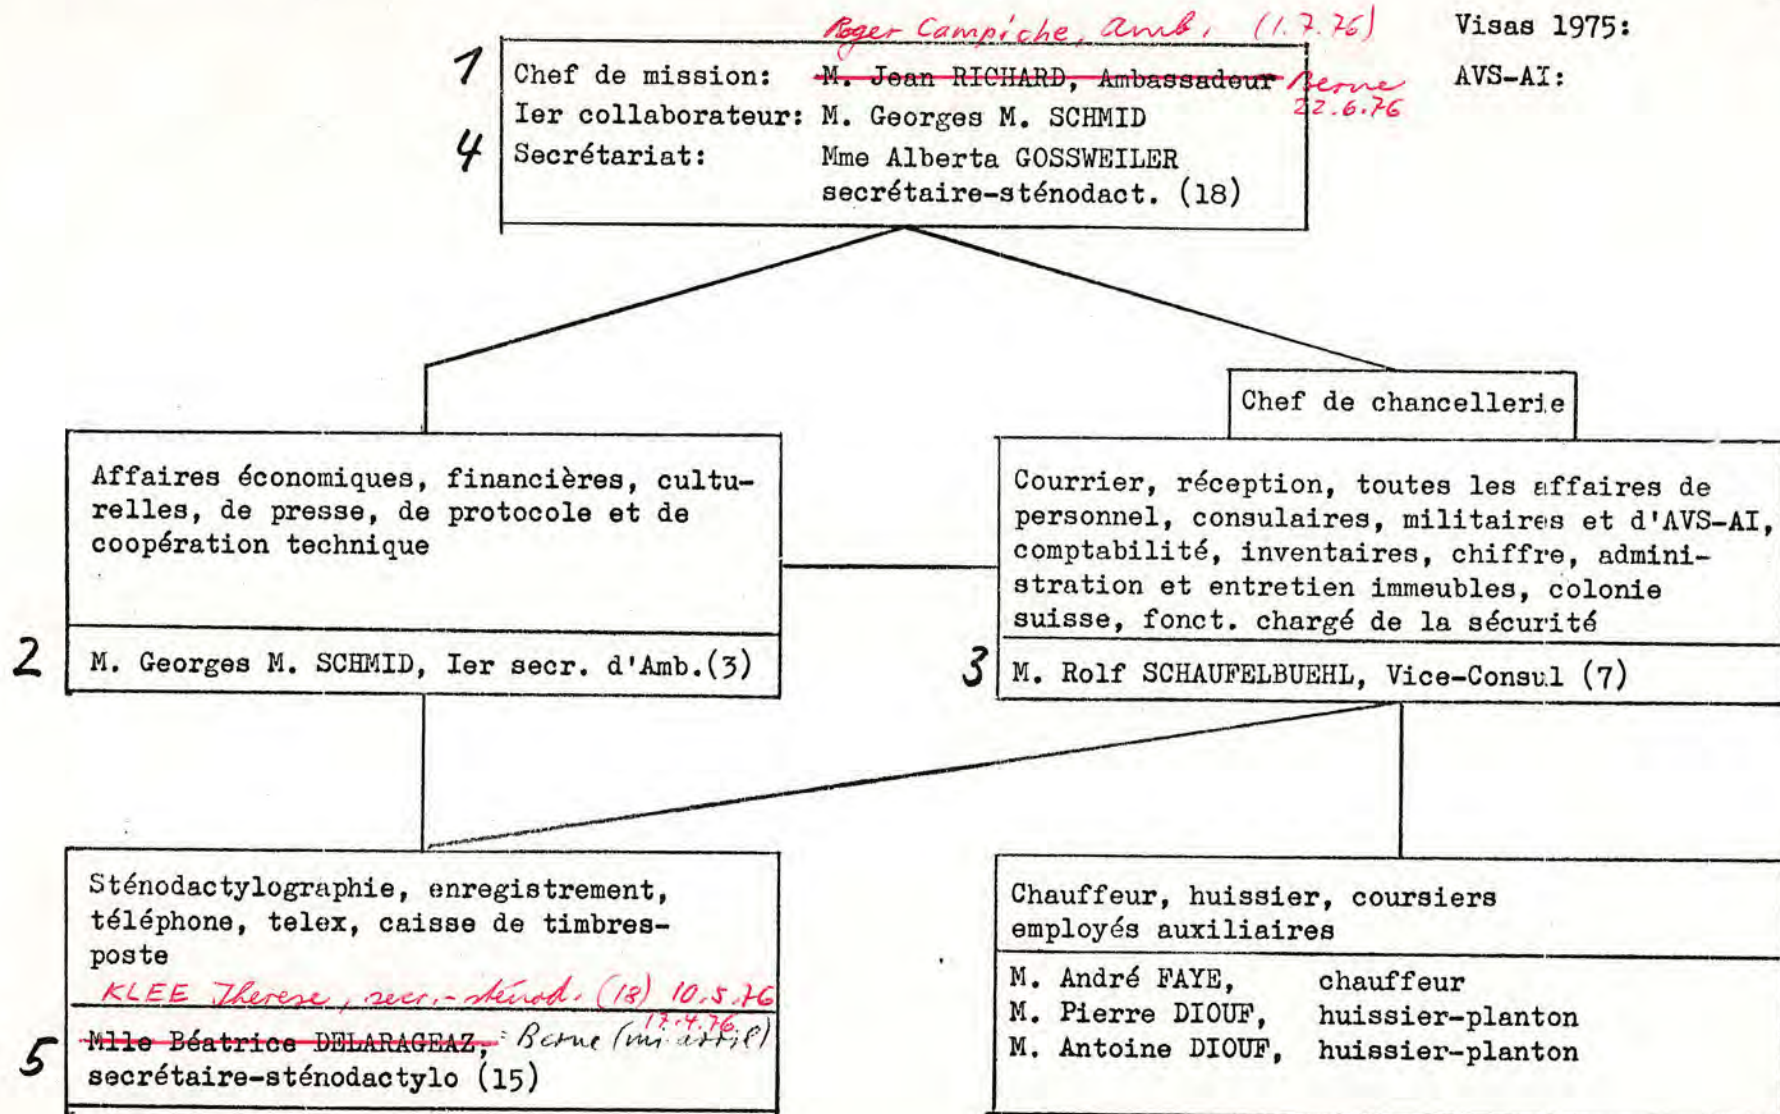 Roger Campiche, amb. (1.7.76)
Visas 1975:
AVS-AI:
1
Chef de mission: M. Jean RICHARD, Ambassadeur Berne
22.6.76
Ier collaborateur: M. Georges M. SCHMID
4
Secrétariat: Mme Alberta GOSSWEILER
secrétaire-sténodact. (18)
Chef de chancellerie
Affaires économiques, financières, cultu-
relles, de presse, de protocole et de
coopération technique
2
M. Georges M. SCHMID, Ier secr. d'Amb.(3)
Courrier, réception, toutes les affaires de
personnel, consulaires, militaires et d'AVS-AI,
comptabilité, inventaires, chiffre, admini-
stration et entretien immeubles, colonie
suisse, fonct. chargé de la sécurité
3
M. Rolf SCHAUFELBUEHL, Vice-Consul (7)
Sténodactylographie, enregistrement,
téléphone, telex, caisse de timbres-
poste
KLEE Therese, secr.-sténod. (18) 10.5.76
17.4.76
5
Mlle Béatrice DELARAGEAZ, Berne (mi avril)
secrétaire-sténodactylo (15)
Chauffeur, huissier, coursiers
employés auxiliaires
M. André FAYE, chauffeur
M. Pierre DIOUF, huissier-planton
M. Antoine DIOUF, huissier-planton